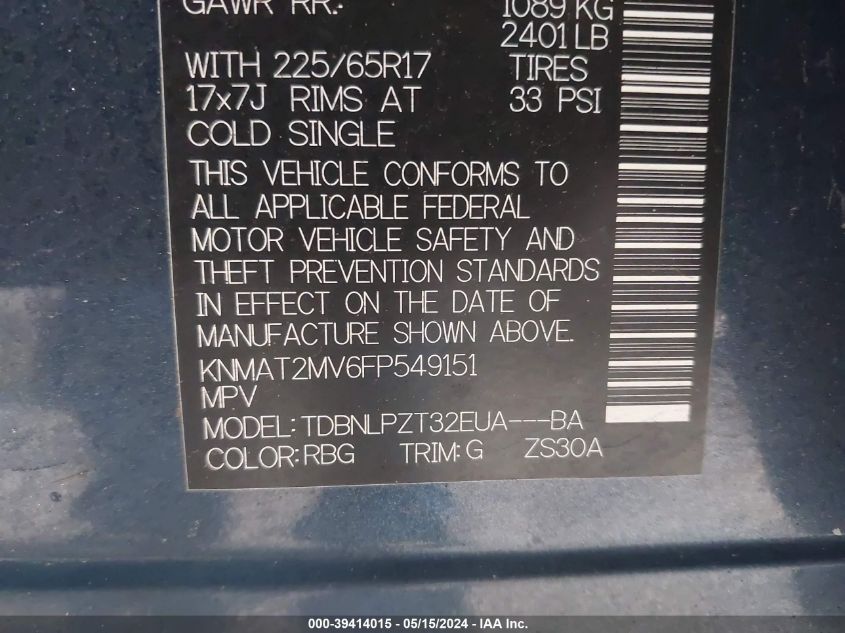 GAWR RR: 1089 KG
2401 LB
WITH 225/65R17 TIRES
17x7J RIMS AT 33 PSI
COLD SINGLE
THIS VEHICLE CONFORMS TO
ALL APPLICABLE FEDERAL
MOTOR VEHICLE SAFETY AND
THEFT PREVENTION STANDARDS
IN EFFECT ON THE DATE OF
MANUFACTURE SHOWN ABOVE.
KNMAT2MV6FP549151
MPV
MODEL: TDBNLPZT32EUA---BA
COLOR: RBG TRIM: G ZS30A
000-39414015 - 05/15/2024 - IAA Inc.